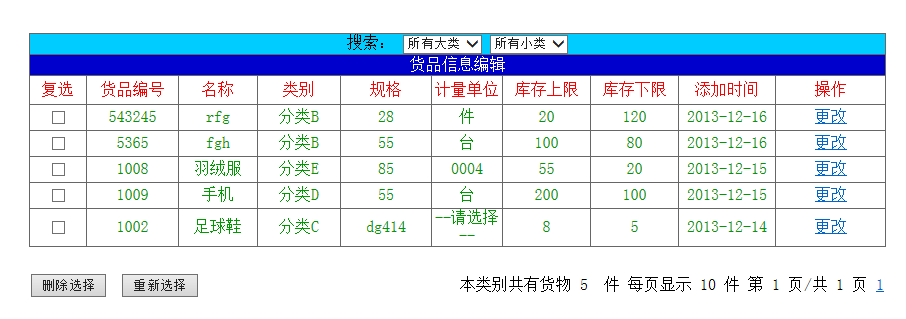 搜索： 所有大类 所有小类
货品信息编辑
复选 货品编号 名称 类别 规格 计量单位 库存上限 库存下限 添加时间 操作
543245 rfg 分类B 28 件 20 120 2013-12-16 更改
5365 fgh 分类B 55 台 100 80 2013-12-16 更改
1008 羽绒服 分类E 85 0004 55 20 2013-12-15 更改
1009 手机 分类D 55 台 200 100 2013-12-15 更改
1002 足球鞋 分类C dg414 --请选择-- 8 5 2013-12-14 更改
删除选择 重新选择 本类别共有货物 5 件 每页显示 10 件 第 1 页/共 1 页 1